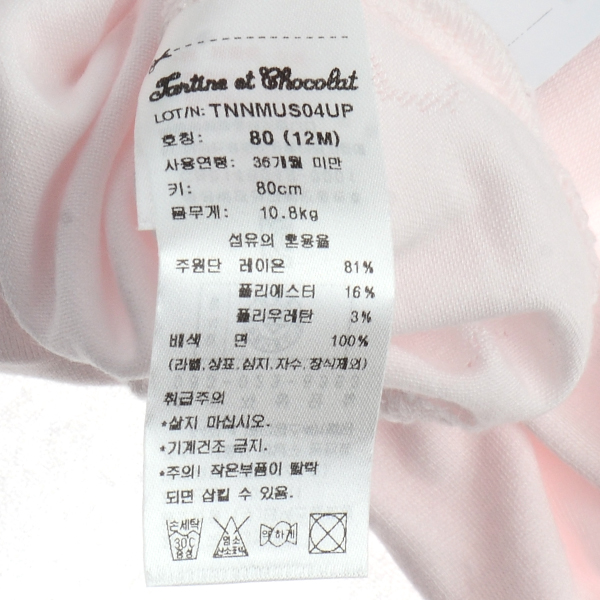 Tartine et Chocolat
LOT/N: TNNMUS04UP
호칭: 80 (12M)
사용연령: 36개월 미만
키: 80cm
몸무게: 10.8kg
섬유의 혼용율
주원단 레이온 81%
폴리에스터 16%
폴리우레탄 3%
배색 면 100%
(라벨,상표,심지,자수,장식제외)
취급주의
*삶지 마십시오.
*기계건조 금지.
*주의! 작은부품이 탈락
되면 삼킬 수 있음.
손세탁 염소 약하게
30℃ 산소표백
중성